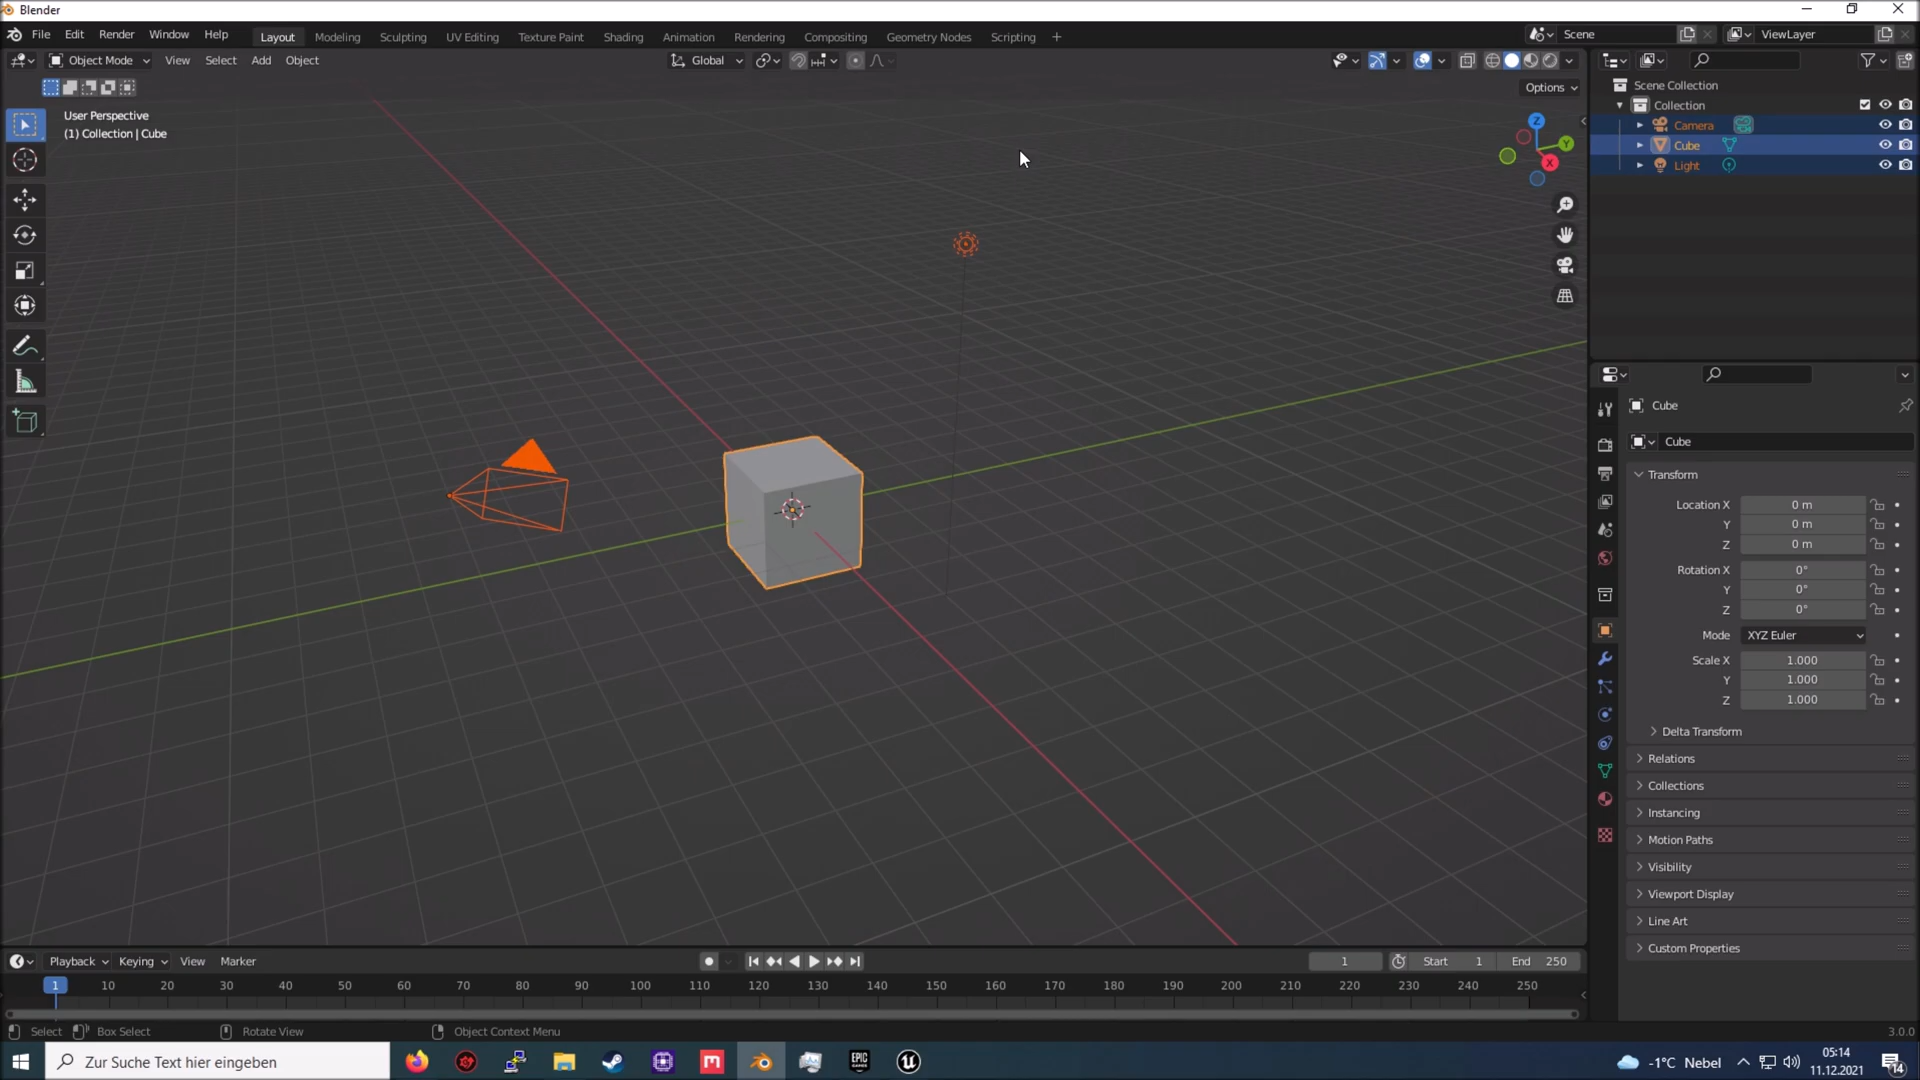 Blender
File Edit Render Window Help Layout Modeling Sculpting UV Editing Texture Paint Shading Animation Rendering Compositing Geometry Nodes Scripting + Scene ViewLayer
Object Mode View Select Add Object Global
Options
User Perspective
(1) Collection | Cube
Z
Y
X
Scene Collection
Collection
Camera
Cube
Light
Cube
Cube
Transform
Location X 0 m
Y 0 m
Z 0 m
Rotation X 0°
Y 0°
Z 0°
Mode XYZ Euler
Scale X 1.000
Y 1.000
Z 1.000
Delta Transform
Relations
Collections
Instancing
Motion Paths
Visibility
Viewport Display
Line Art
Custom Properties
Playback Keying View Marker 1 Start 1 End 250
1 10 20 30 40 50 60 70 80 90 100 110 120 130 140 150 160 170 180 190 200 210 220 230 240 250
Select Box Select Rotate View Object Context Menu 3.0.0
Zur Suche Text hier eingeben
EPIC GAMES
-1°C Nebel
05:14
11.12.2021
14